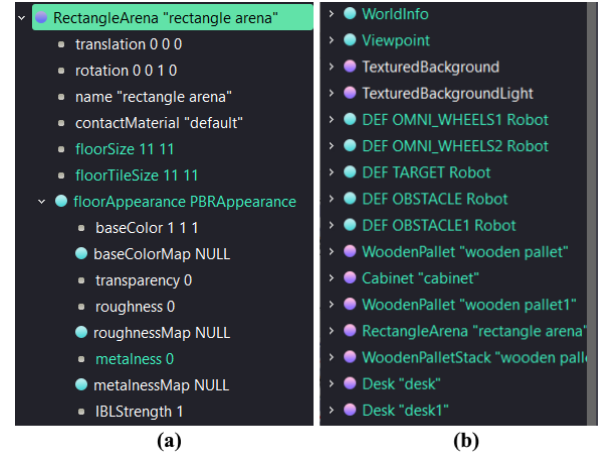 RectangleArena "rectangle arena"
translation 0 0 0
rotation 0 0 1 0
name "rectangle arena"
contactMaterial "default"
floorSize 11 11
floorTileSize 11 11
floorAppearance PBRAppearance
baseColor 1 1 1
baseColorMap NULL
transparency 0
roughness 0
roughnessMap NULL
metalness 0
metalnessMap NULL
IBLStrength 1
(a)
WorldInfo
Viewpoint
TexturedBackground
TexturedBackgroundLight
DEF OMNI_WHEELS1 Robot
DEF OMNI_WHEELS2 Robot
DEF TARGET Robot
DEF OBSTACLE Robot
DEF OBSTACLE1 Robot
WoodenPallet "wooden pallet"
Cabinet "cabinet"
WoodenPallet "wooden pallet1"
RectangleArena "rectangle arena"
WoodenPalletStack "wooden palle
Desk "desk"
Desk "desk1"
(b)